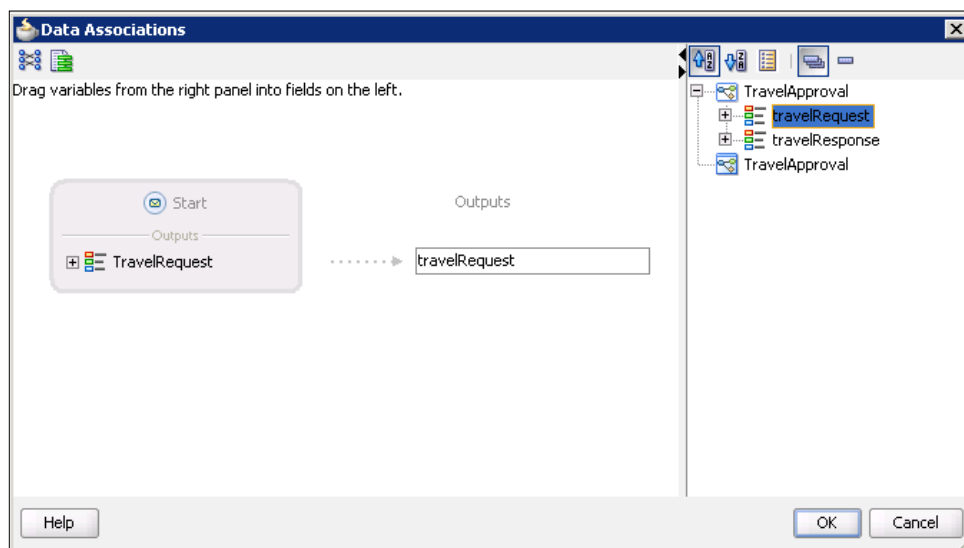 Data Associations
Drag variables from the right panel into fields on the left.
Start
Outputs
TravelRequest
Outputs
travelRequest
TravelApproval
travelRequest
travelResponse
TravelApproval
Help
OK
Cancel